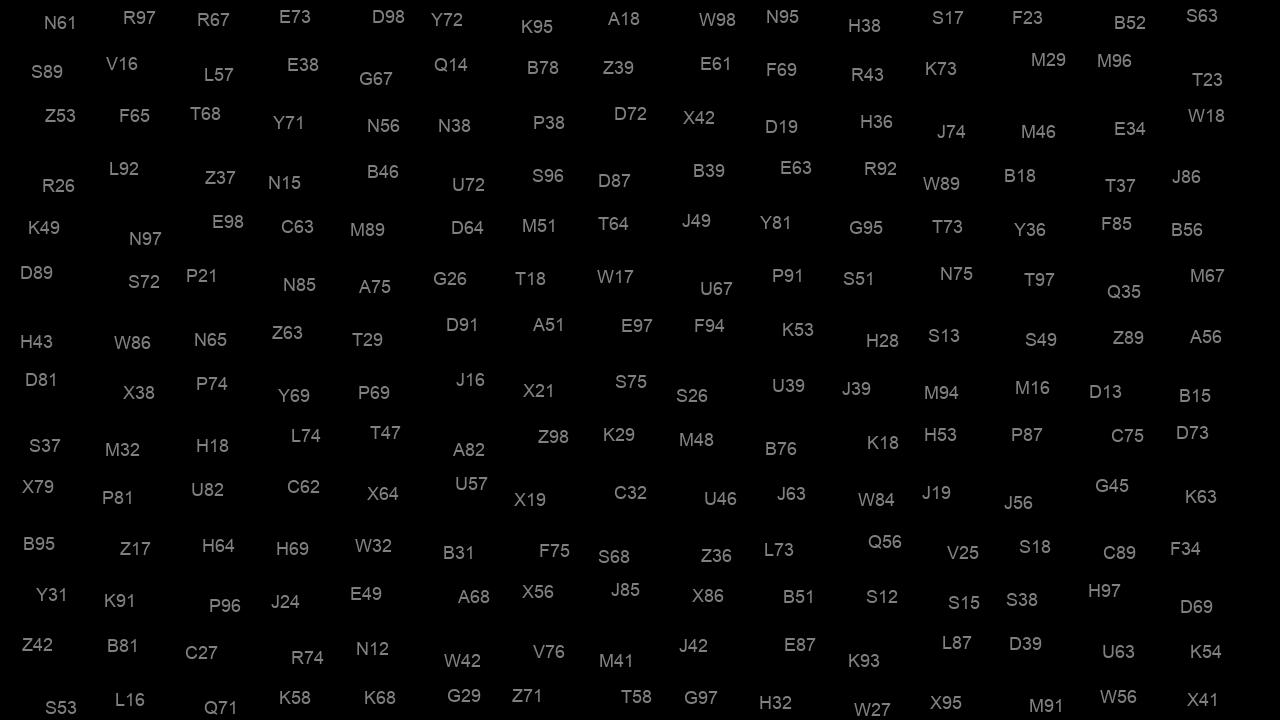 N61 R97 R67 E73 D98 Y72 K95 A18 W98 N95 H38 S17 F23 B52 S63
S89 V16 L57 E38 G67 Q14 B78 Z39 E61 F69 R43 K73 M29 M96 T23
Z53 F65 T68 Y71 N56 N38 P38 D72 X42 D19 H36 J74 M46 E34 W18
R26 L92 Z37 N15 B46 U72 S96 D87 B39 E63 R92 W89 B18 T37 J86
K49 N97 E98 C63 M89 D64 M51 T64 J49 Y81 G95 T73 Y36 F85 B56
D89 S72 P21 N85 A75 G26 T18 W17 U67 P91 S51 N75 T97 Q35 M67
H43 W86 N65 Z63 T29 D91 A51 E97 F94 K53 H28 S13 S49 Z89 A56
D81 X38 P74 Y69 P69 J16 X21 S75 S26 U39 J39 M94 M16 D13 B15
S37 M32 H18 L74 T47 A82 Z98 K29 M48 B76 K18 H53 P87 C75 D73
X79 P81 U82 C62 X64 U57 X19 C32 U46 J63 W84 J19 J56 G45 K63
B95 Z17 H64 H69 W32 B31 F75 S68 Z36 L73 Q56 V25 S18 C89 F34
Y31 K91 P96 J24 E49 A68 X56 J85 X86 B51 S12 S15 S38 H97 D69
Z42 B81 C27 R74 N12 W42 V76 M41 J42 E87 K93 L87 D39 U63 K54
S53 L16 Q71 K58 K68 G29 Z71 T58 G97 H32 W27 X95 M91 W56 X41